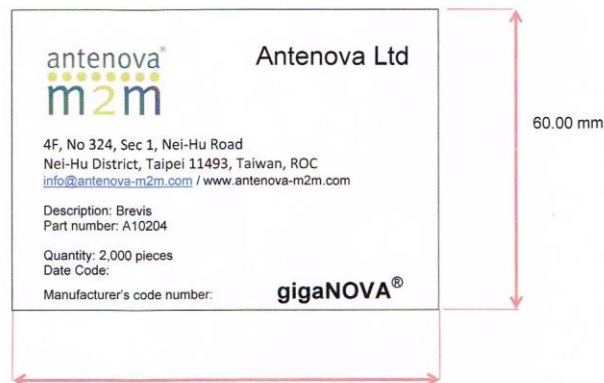 antenova®
m2m
Antenova Ltd
60.00 mm
4F, No 324, Sec 1, Nei-Hu Road
Nei-Hu District, Taipei 11493, Taiwan, ROC
info@antenova-m2m.com / www.antenova-m2m.com
Description: Brevis
Part number: A10204
Quantity: 2,000 pieces
Date Code:
Manufacturer's code number:
gigaNOVA®